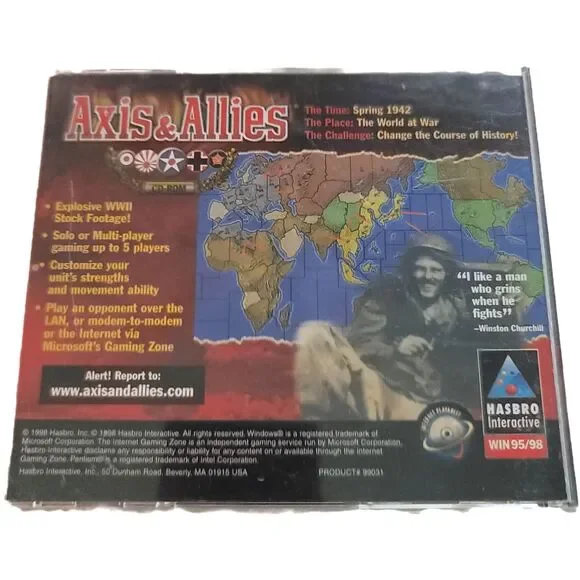 Axis & Allies
CD-ROM
The Time: Spring 1942
The Place: The World at War
The Challenge: Change the Course of History!
• Explosive WWII
Stock Footage!
• Solo or Multi-player
gaming up to 5 players
• Customize your
unit's strengths
and movement ability
• Play an opponent over the
LAN, or modem-to-modem
or the Internet via
Microsoft's Gaming Zone
"I like a man
who grins
when he
fights"
–Winston Churchill
Alert! Report to:
www.axisandallies.com
INTERNET PLAYABLE!
HASBRO
Interactive
WIN 95/98
© 1998 Hasbro, Inc. © 1998 Hasbro Interactive. All rights reserved. Windows® is a registered trademark of
Microsoft Corporation. The Internet Gaming Zone is an independent gaming service run by Microsoft Corporation.
Hasbro Interactive disclaims any responsibility or liability for any content on or available through the Internet
Gaming Zone. Pentium® is a registered trademark of Intel Corporation.
Hasbro Interactive, Inc., 50 Dunham Road, Beverly, MA 01915 USA
PRODUCT# 99031